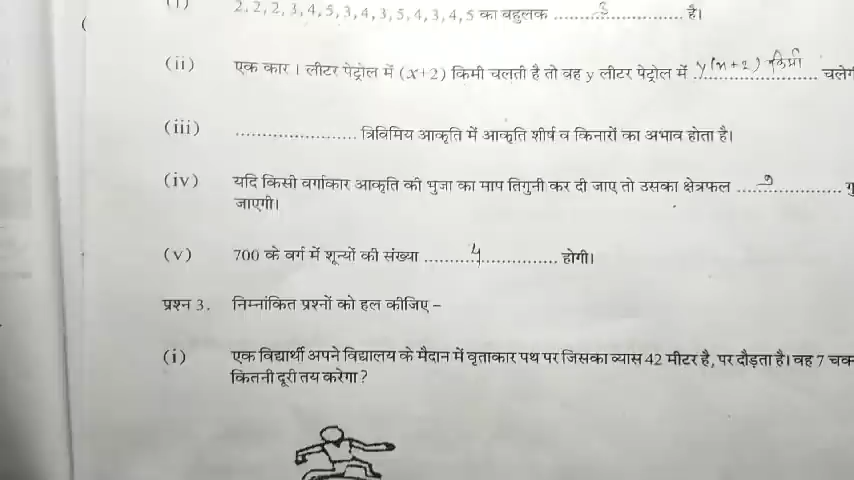 (i) 2, 2, 2, 3, 4, 5, 3, 4, 3, 5, 4, 3, 4, 5 का बहुलक ........3........ है।
(ii) एक कार 1 लीटर पेट्रोल में (x+2) किमी चलती है तो वह y लीटर पेट्रोल में y(x+2) किमी चलेगी
(iii) ........................ त्रिविमिय आकृति में आकृति शीर्ष व किनारों का अभाव होता है।
(iv) यदि किसी वर्गाकार आकृति की भुजा का माप तिगुनी कर दी जाए तो उसका क्षेत्रफल ......9............ गु
जाएगी।
(v) 700 के वर्ग में शून्यों की संख्या ..........4............... होगी।
प्रश्न 3. निम्नांकित प्रश्नों को हल कीजिए –
(i) एक विद्यार्थी अपने विद्यालय के मैदान में वृताकार पथ पर जिसका व्यास 42 मीटर है, पर दौड़ता है। वह 7 चक
कितनी दूरी तय करेगा?